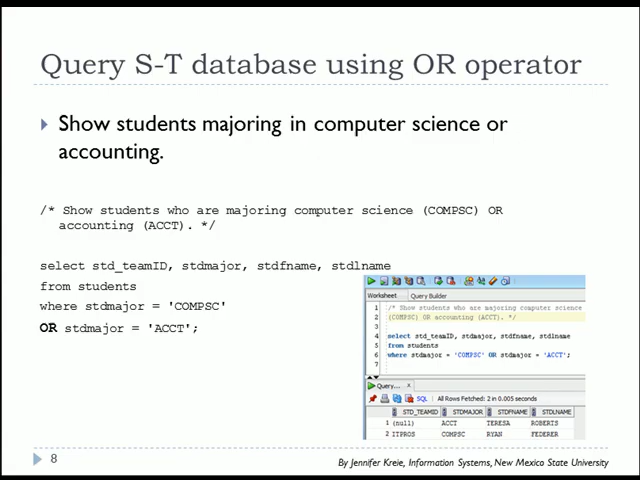 Query S-T database using OR operator
Show students majoring in computer science or
accounting.
/* Show students who are majoring computer science (COMPSC) OR
accounting (ACCT). */
select std_teamID, stdmajor, stdfname, stdlname
from students
where stdmajor = 'COMPSC'
OR stdmajor = 'ACCT';
Worksheet Query Builder
1 /* Show students who are majoring computer science
2 (COMPSC) OR accounting (ACCT). */
3
4 select std_teamID, stdmajor, stdfname, stdlname
5 from students
6 where stdmajor = 'COMPSC' OR stdmajor = 'ACCT';
7
Query... x
SQL | All Rows Fetched: 2 in 0.005 seconds
STD_TEAMID STDMAJOR STDFNAME STDLNAME
1 (null) ACCT TERESA ROBERTS
2 ITPROS COMPSC RYAN FEDERER
8
By Jennifer Kreie, Information Systems, New Mexico State University